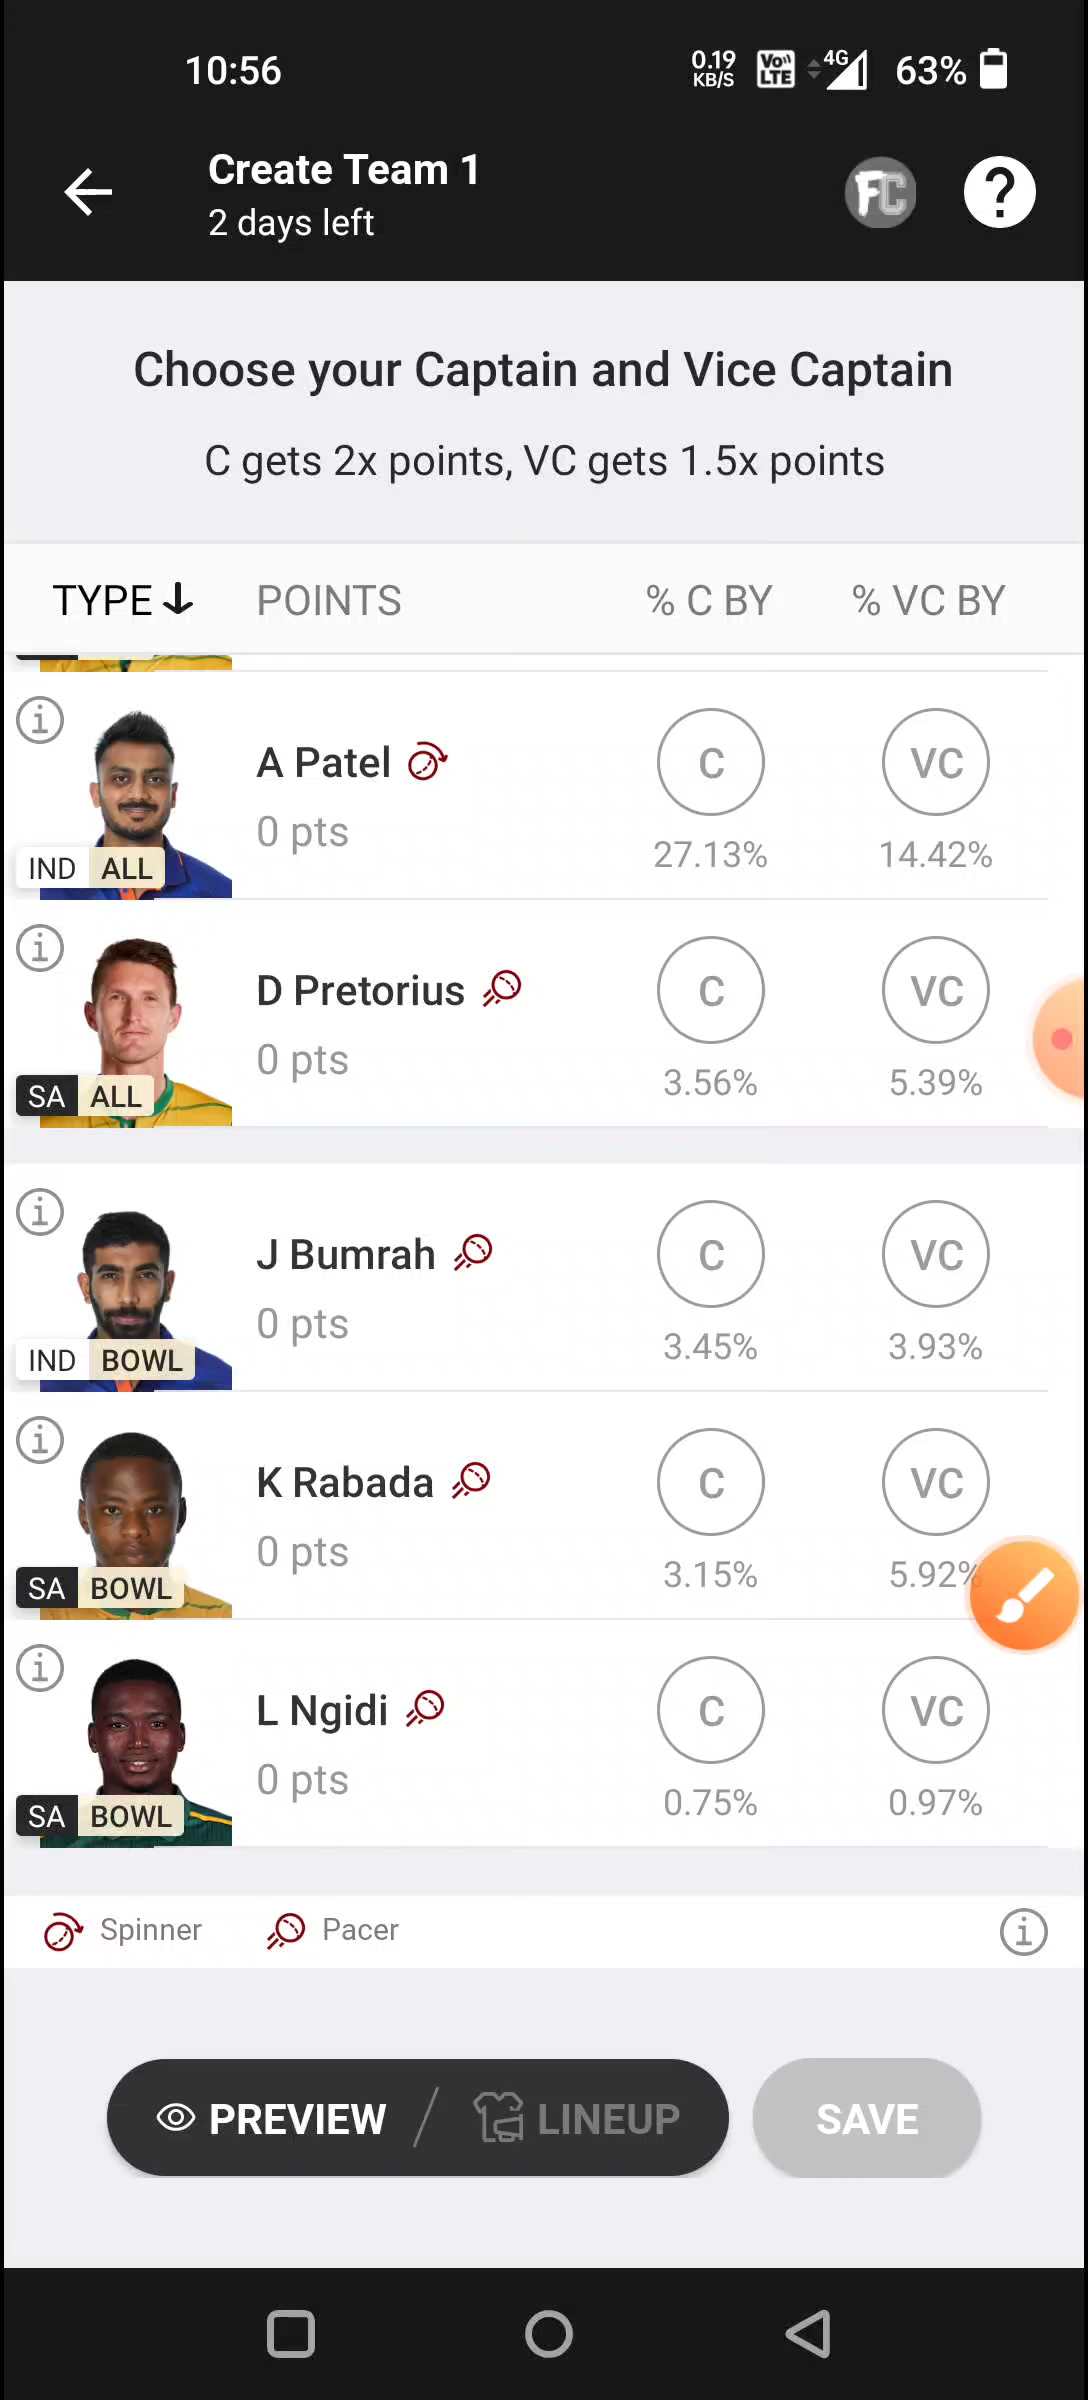 10:56
0.19
KB/S
Vo))
LTE
4G
63%
Create Team 1
2 days left
FC
?
Choose your Captain and Vice Captain
C gets 2x points, VC gets 1.5x points
TYPE POINTS % C BY % VC BY
A Patel
0 pts
IND ALL
C
27.13%
VC
14.42%
D Pretorius
0 pts
SA ALL
C
3.56%
VC
5.39%
J Bumrah
0 pts
IND BOWL
C
3.45%
VC
3.93%
K Rabada
0 pts
SA BOWL
C
3.15%
VC
5.92%
L Ngidi
0 pts
SA BOWL
C
0.75%
VC
0.97%
Spinner Pacer
PREVIEW / LINEUP
SAVE